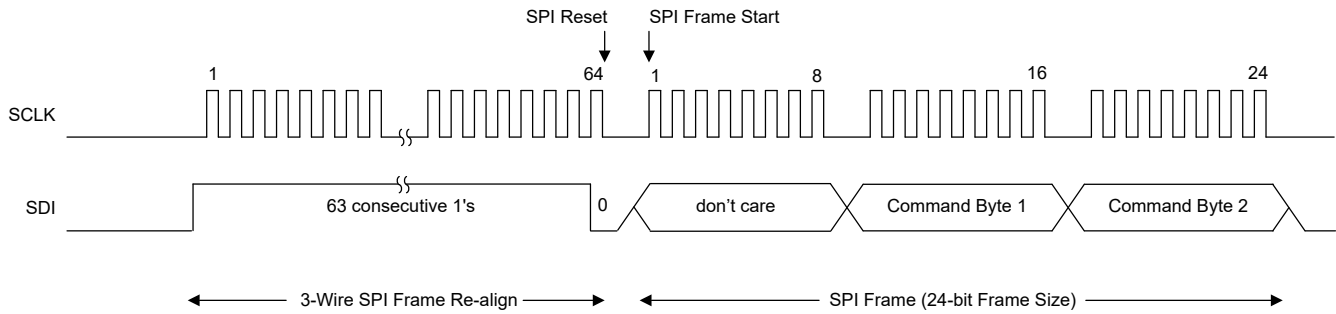 SPI Reset SPI Frame Start
1 64 1 8 16 24
SCLK
SDI 63 consecutive 1's 0 don't care Command Byte 1 Command Byte 2
3-Wire SPI Frame Re-align SPI Frame (24-bit Frame Size)